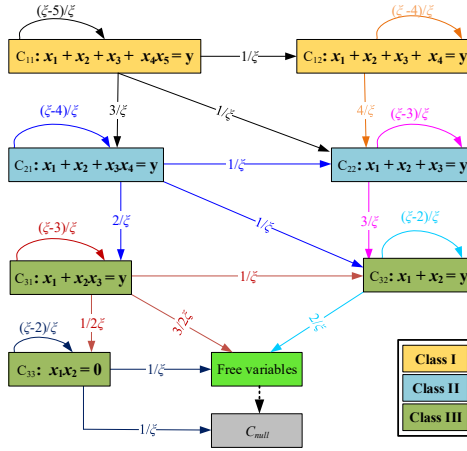 (ξ-5)/ξ
(ξ-4)/ξ
C₁₁: x₁ + x₂ + x₃ + x₄x₅ = y
1/ξ
C₁₂: x₁ + x₂ + x₃ + x₄ = y
3/ξ
1/ξ
4/ξ
(ξ-4)/ξ
(ξ-3)/ξ
C₂₁: x₁ + x₂ + x₃x₄ = y
1/ξ
C₂₂: x₁ + x₂ + x₃ = y
2/ξ
1/ξ
3/ξ
(ξ-3)/ξ
(ξ-2)/ξ
C₃₁: x₁ + x₂x₃ = y
1/ξ
C₃₂: x₁ + x₂ = y
1/2ξ
3/2ξ
2/ξ
(ξ-2)/ξ
C₃₃: x₁x₂ = 0
1/ξ
Free variables
1/ξ
C_null
Class I
Class II
Class III